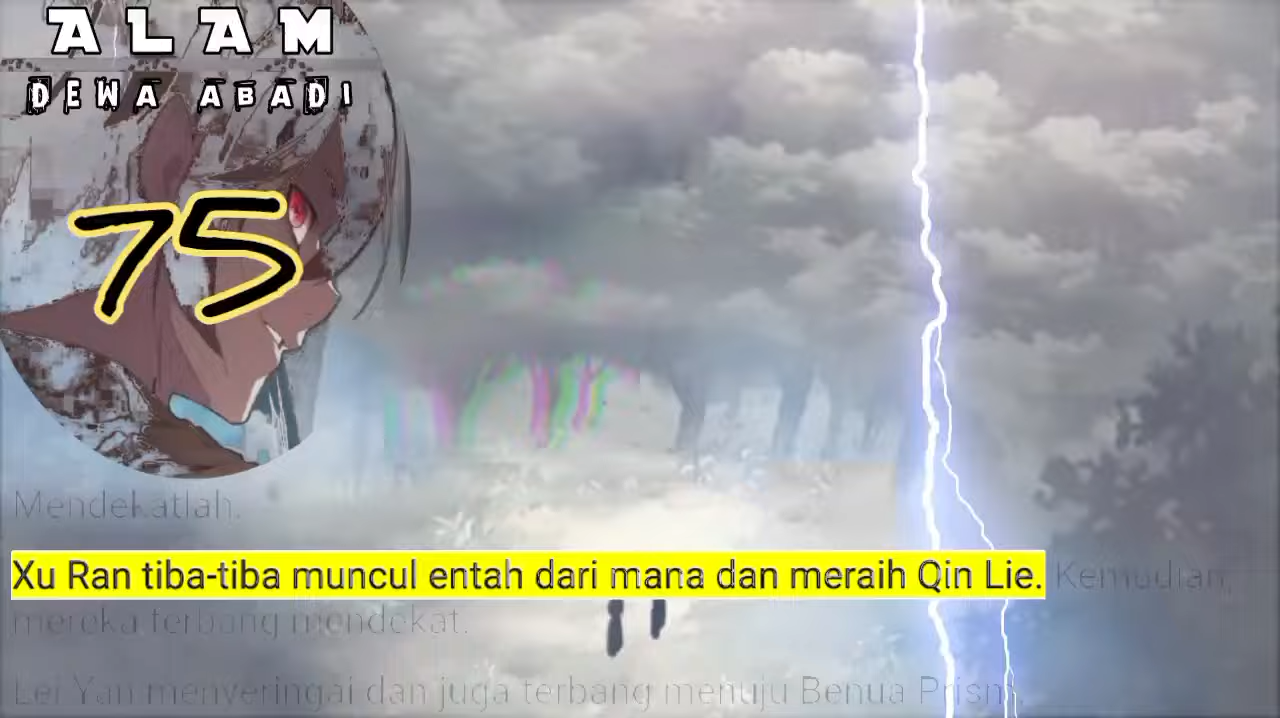 ALAM
DEWA ABADI
75
Mendekatlah.
Xu Ran tiba-tiba muncul entah dari mana dan meraih Qin Lie. Kemudian,
mereka terbang mendekat.
Lei Yan menyeringai dan juga terbang menuju Benua Prism.